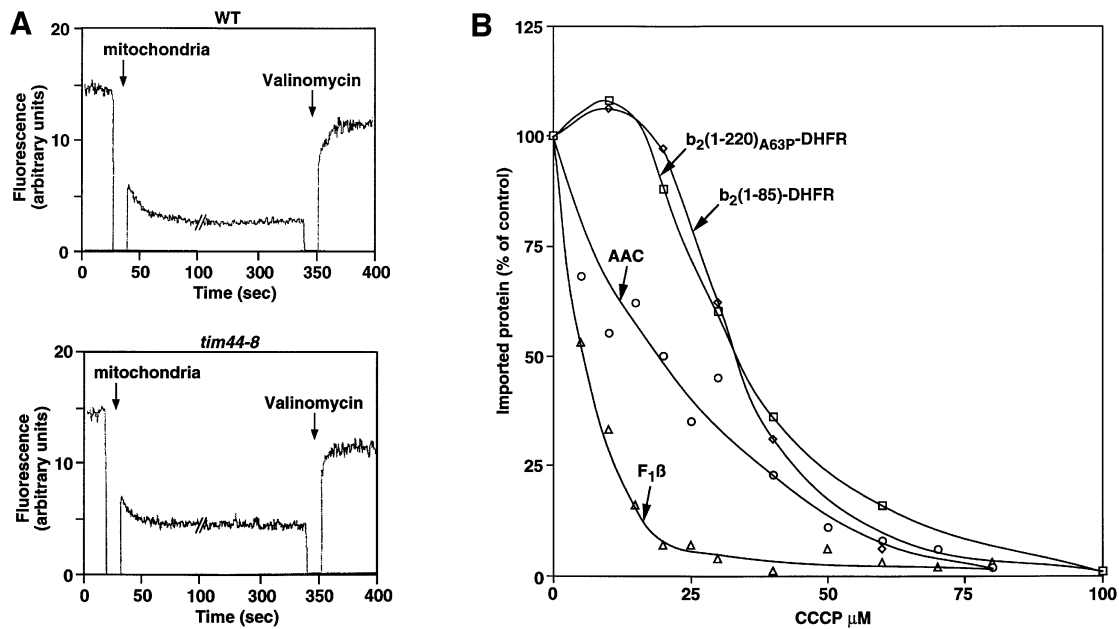 A
WT
20
10
0
mitochondria
Valinomycin
Fluorescence
(arbitrary units)
0 50 100 300 350 400
Time (sec)
tim44-8
20
10
0
mitochondria
Valinomycin
Fluorescence
(arbitrary units)
0 50 100 300 350 400
Time (sec)
B
125
100
75
50
25
0
Imported protein (% of control)
b2(1-220)A63P-DHFR
b2(1-85)-DHFR
AAC
F1ß
0 25 50 75 100
CCCP µM